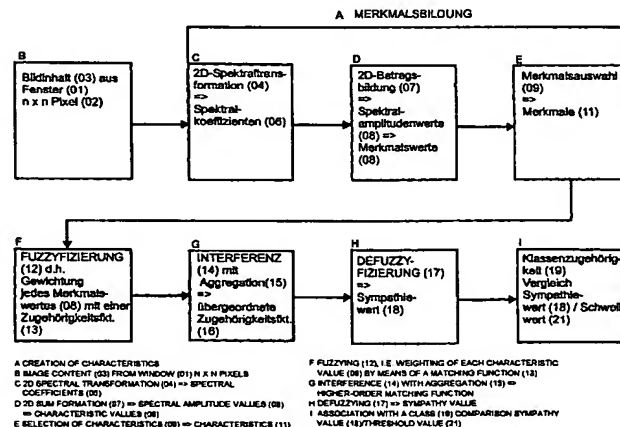 A MERKMALSBILDUNG
B
Bildinhalt (03) aus
Fenster (01)
n x n Pixel (02)
C
2D-Spektraltrans-
formation (04)
=>
Spektral-
koeffizienten (06)
D
2D-Betrags-
bildung (07)
=>
Spektral-
amplitudenwerte
(08) =>
Merkmalswerte
(08)
E
Merkmalsauswahl
(09)
=>
Merkmale (11)
F
FUZZYFIZIERUNG
(12) d.h.
Gewichtung
jedes Merkmals-
wertes (08) mit einer
Zugehörigkeitsfkt.
(13)
G
INTERFERENZ
(14) mit
Aggregation(15)
=>
übergeordnete
Zugehörigkeitsfkt.
(16)
H
DEFUZZY-
FIZIERUNG (17)
=>
Sympathie-
wert (18)
I
Klassenzugehörig-
keit (19)
Vergleich
Sympathie-
wert (18) / Schwell
wert (21)
A CREATION OF CHARACTERISTICS
B IMAGE CONTENT (03) FROM WINDOW (01) N X N PIXELS
C 2D SPECTRAL TRANSFORMATION (04) => SPECTRAL
COEFFICIENTS (06)
D 2D SUM FORMATION (07) => SPECTRAL AMPLITUDE VALUES (08)
=> CHARACTERISTIC VALUES (08)
E SELECTION OF CHARACTERISTICS (09) => CHARACTERISTICS (11)
F FUZZYING (12), I.E. WEIGHTING OF EACH CHARACTERISTIC
VALUE (08) BY MEANS OF A MATCHING FUNCTION (13)
G INTERFERENCE (14) WITH AGGREGATION (15) =>
HIGHER-ORDER MATCHING FUNCTION
H DEFUZZYING (17) => SYMPATHY VALUE
I ASSOCIATION WITH A CLASS (19) COMPARISON SYMPATHY
VALUE (18)/THRESHOLD VALUE (21)